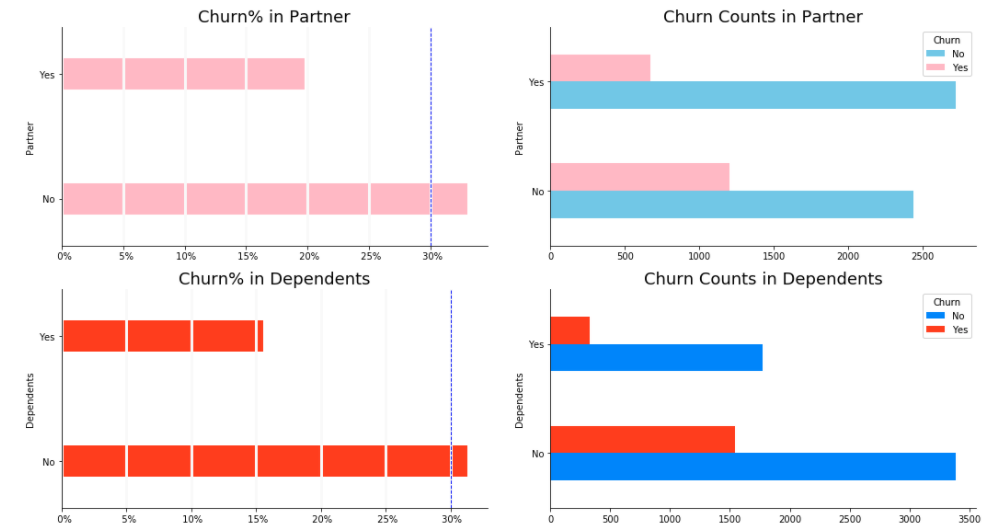 Churn% in Partner
Yes
Partner
No
0% 5% 10% 15% 20% 25% 30%
Churn Counts in Partner
Churn
No
Yes
Yes
Partner
No
0 500 1000 1500 2000 2500
Churn% in Dependents
Yes
Dependents
No
0% 5% 10% 15% 20% 25% 30%
Churn Counts in Dependents
Churn
No
Yes
Yes
Dependents
No
0 500 1000 1500 2000 2500 3000 3500